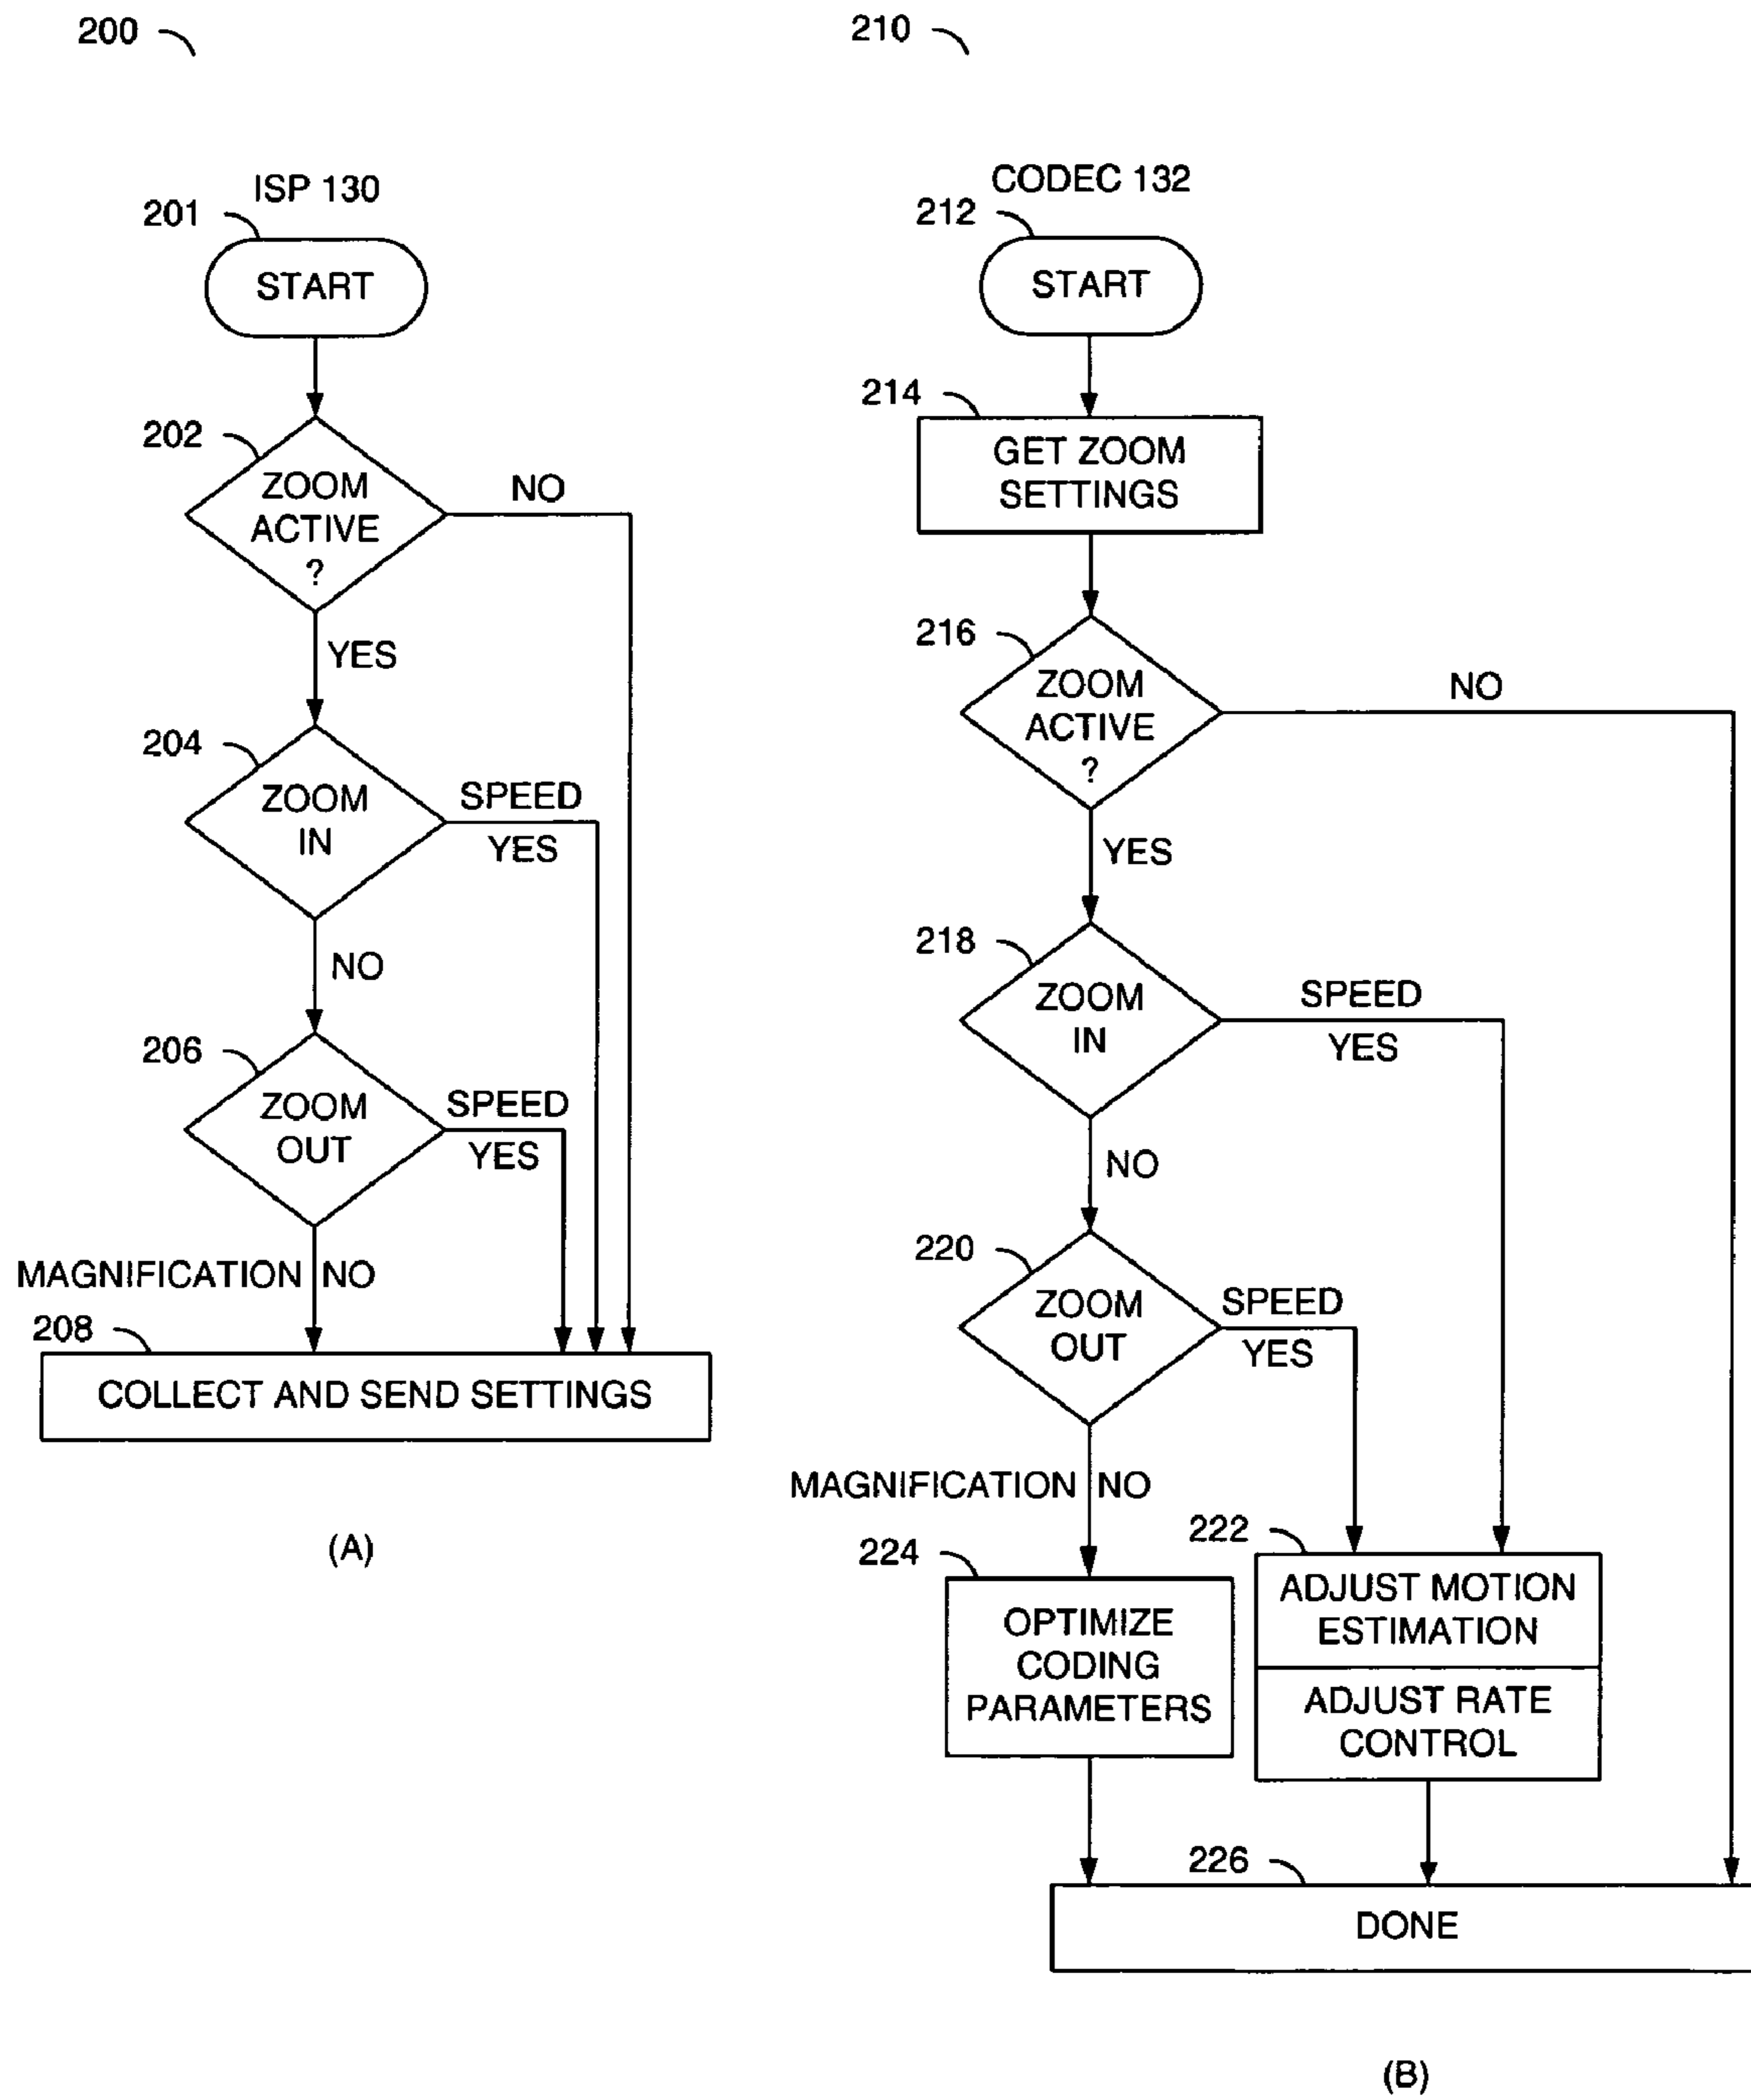 200
ISP 130
201
START
202
ZOOM
ACTIVE
?
NO
YES
204
ZOOM
IN
SPEED
YES
NO
206
ZOOM
OUT
SPEED
YES
MAGNIFICATION
NO
208
COLLECT AND SEND SETTINGS
(A)
210
CODEC 132
212
START
214
GET ZOOM
SETTINGS
216
ZOOM
ACTIVE
?
NO
YES
218
ZOOM
IN
SPEED
YES
NO
220
ZOOM
OUT
SPEED
YES
MAGNIFICATION
NO
224
OPTIMIZE
CODING
PARAMETERS
222
ADJUST MOTION
ESTIMATION
ADJUST RATE
CONTROL
226
DONE
(B)